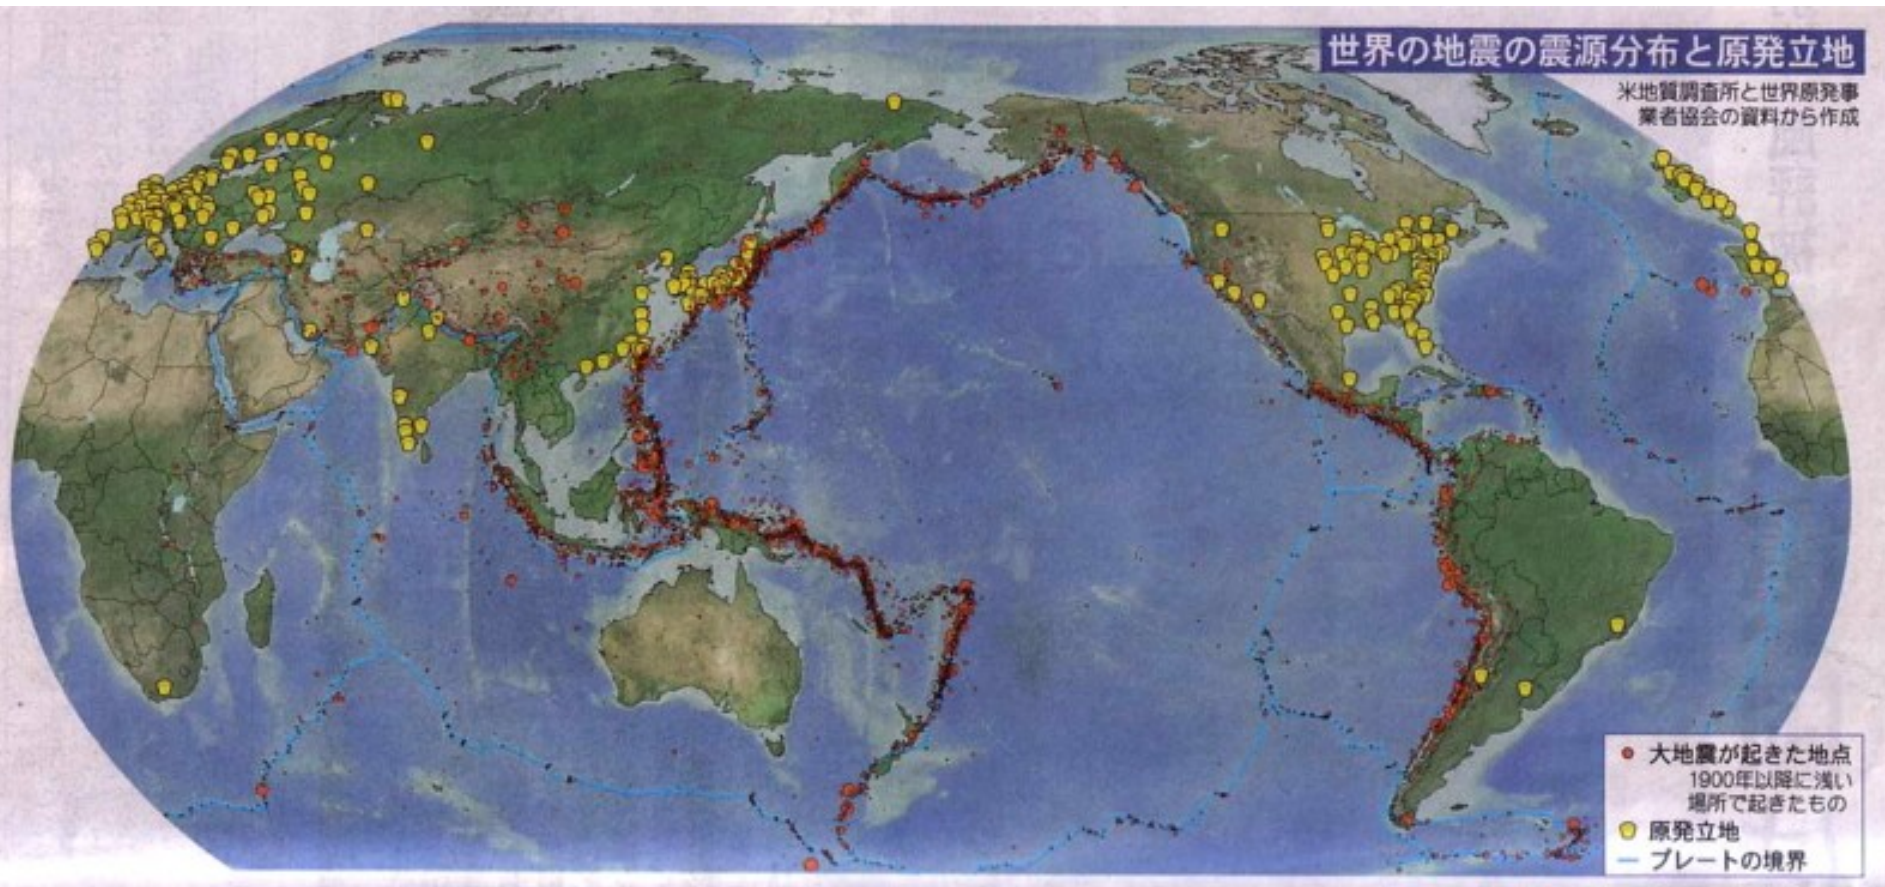 世界の地震の震源分布と原発立地
米地質調査所と世界原発事
業者協会の資料から作成
大地震が起きた地点
1900年以降に浅い
場所で起きたもの
原発立地
プレートの境界